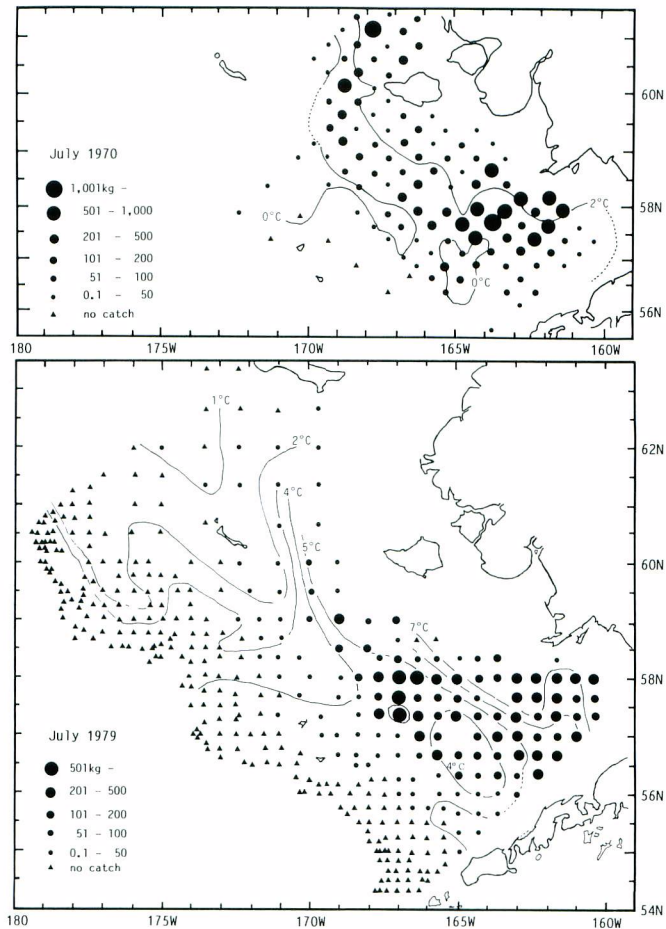 July 1970
1,001kg -
501 - 1,000
201 - 500
101 - 200
51 - 100
0.1 - 50
no catch
0°C
0°C
2°C
60N
58N
56N
180
175W
170W
165W
160W
1°C
2°C
4°C
5°C
7°C
4°C
July 1979
501kg -
201 - 500
101 - 200
51 - 100
0.1 - 50
no catch
62N
60N
58N
56N
54N
180
175W
170W
165W
160W